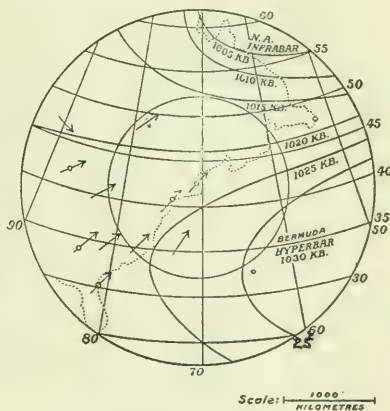 60
N.A.
INFRABAR
1005 KB.
55
1010 KB.
50
1015 KB.
45
1020 KB.
1025 KB.
40
35
90
50
BERMUDA
HYPERBAR
1030 KB.
30
60
25
80
70
Scale: 1000
KILOMETRES